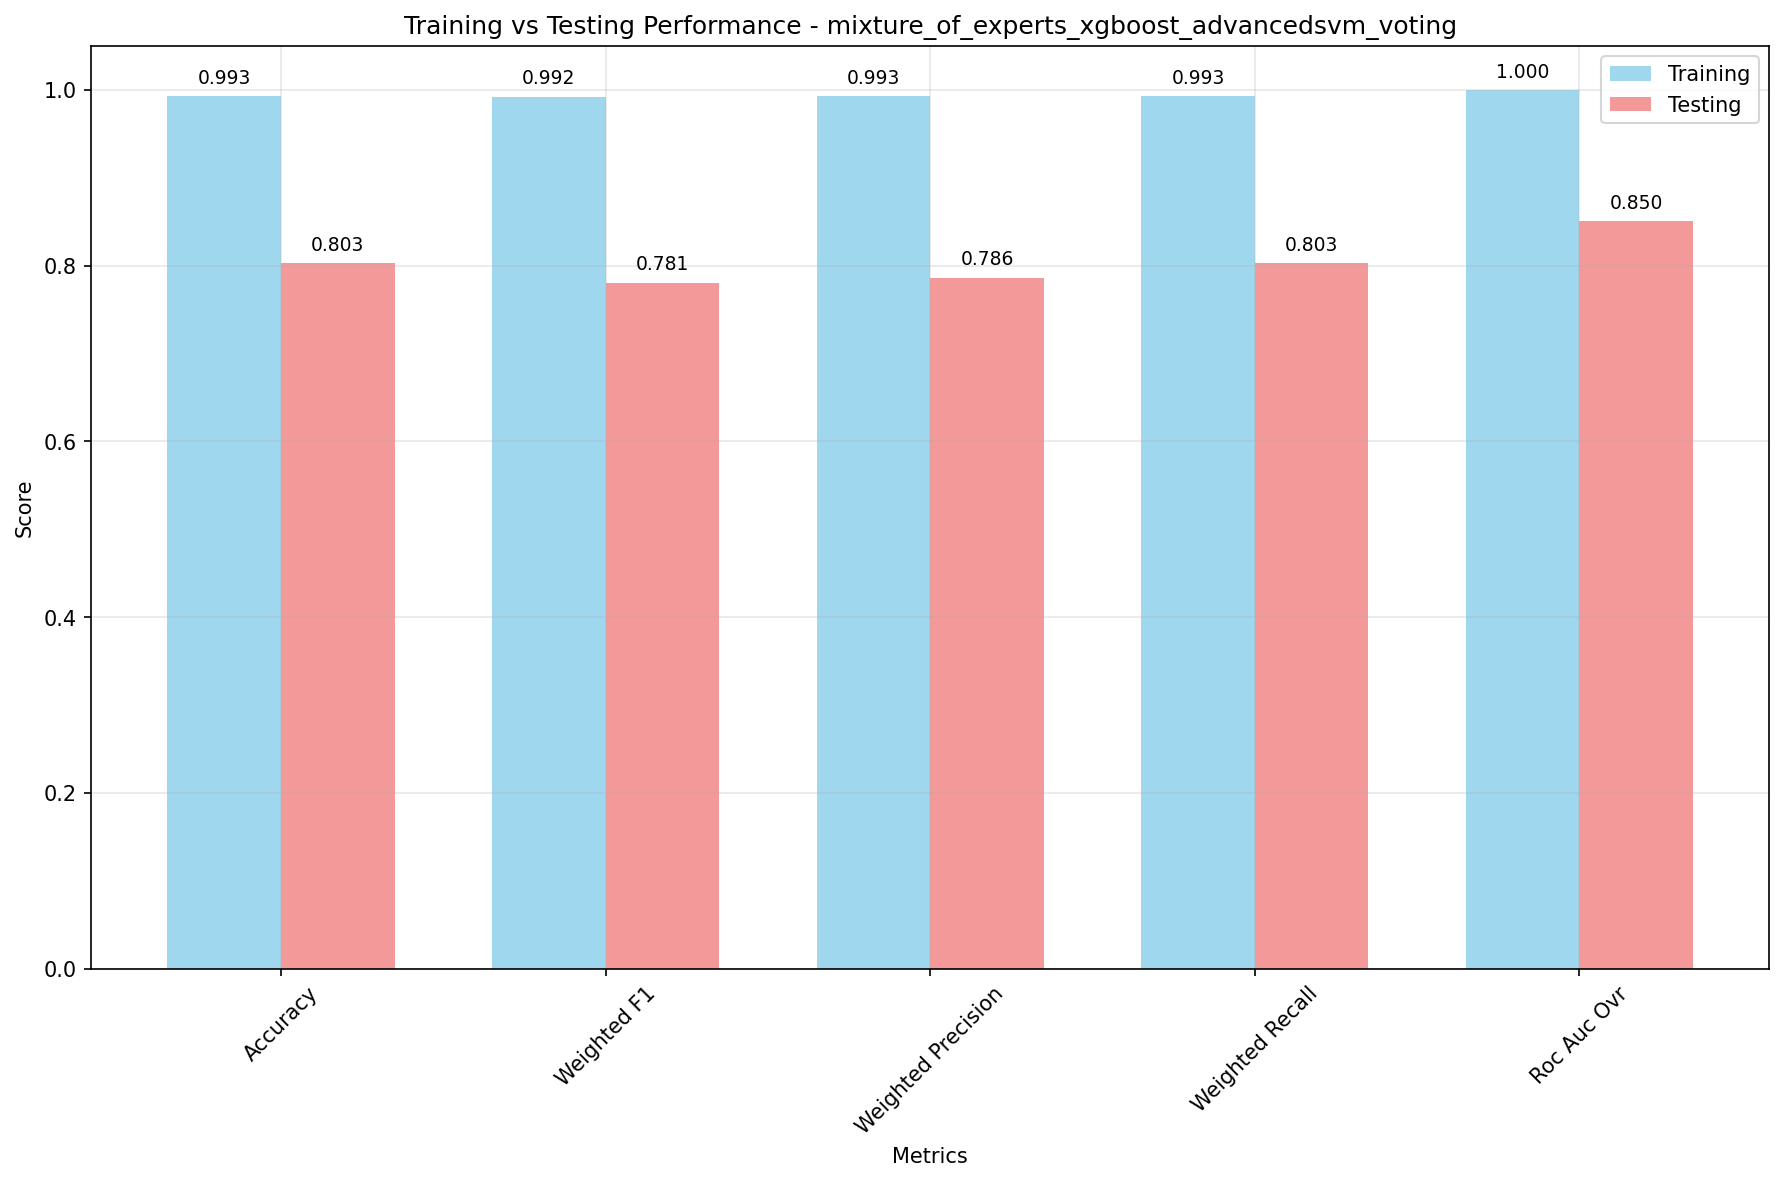 Training vs Testing Performance - mixture_of_experts_xgboost_advancedsvm_voting
Training
Testing
0.993
0.803
0.992
0.781
0.993
0.786
0.993
0.803
1.000
0.850
Score
1.0
0.8
0.6
0.4
0.2
0.0
Accuracy
Weighted F1
Weighted Precision
Weighted Recall
Roc Auc Ovr
Metrics